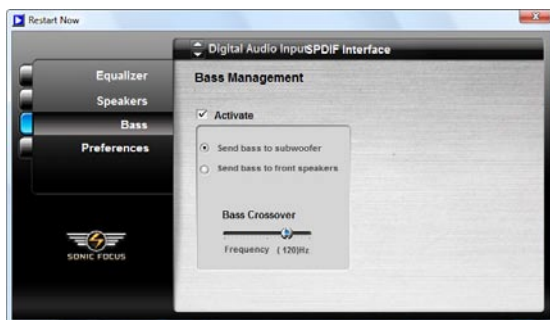 Restart Now
Digital Audio InputSPDIF Interface
Equalizer
Speakers
Bass
Preferences
SONIC FOCUS
Bass Management
Activate
Send bass to subwoofer
Send bass to front speakers
Bass Crossover
Frequency ( 120)Hz